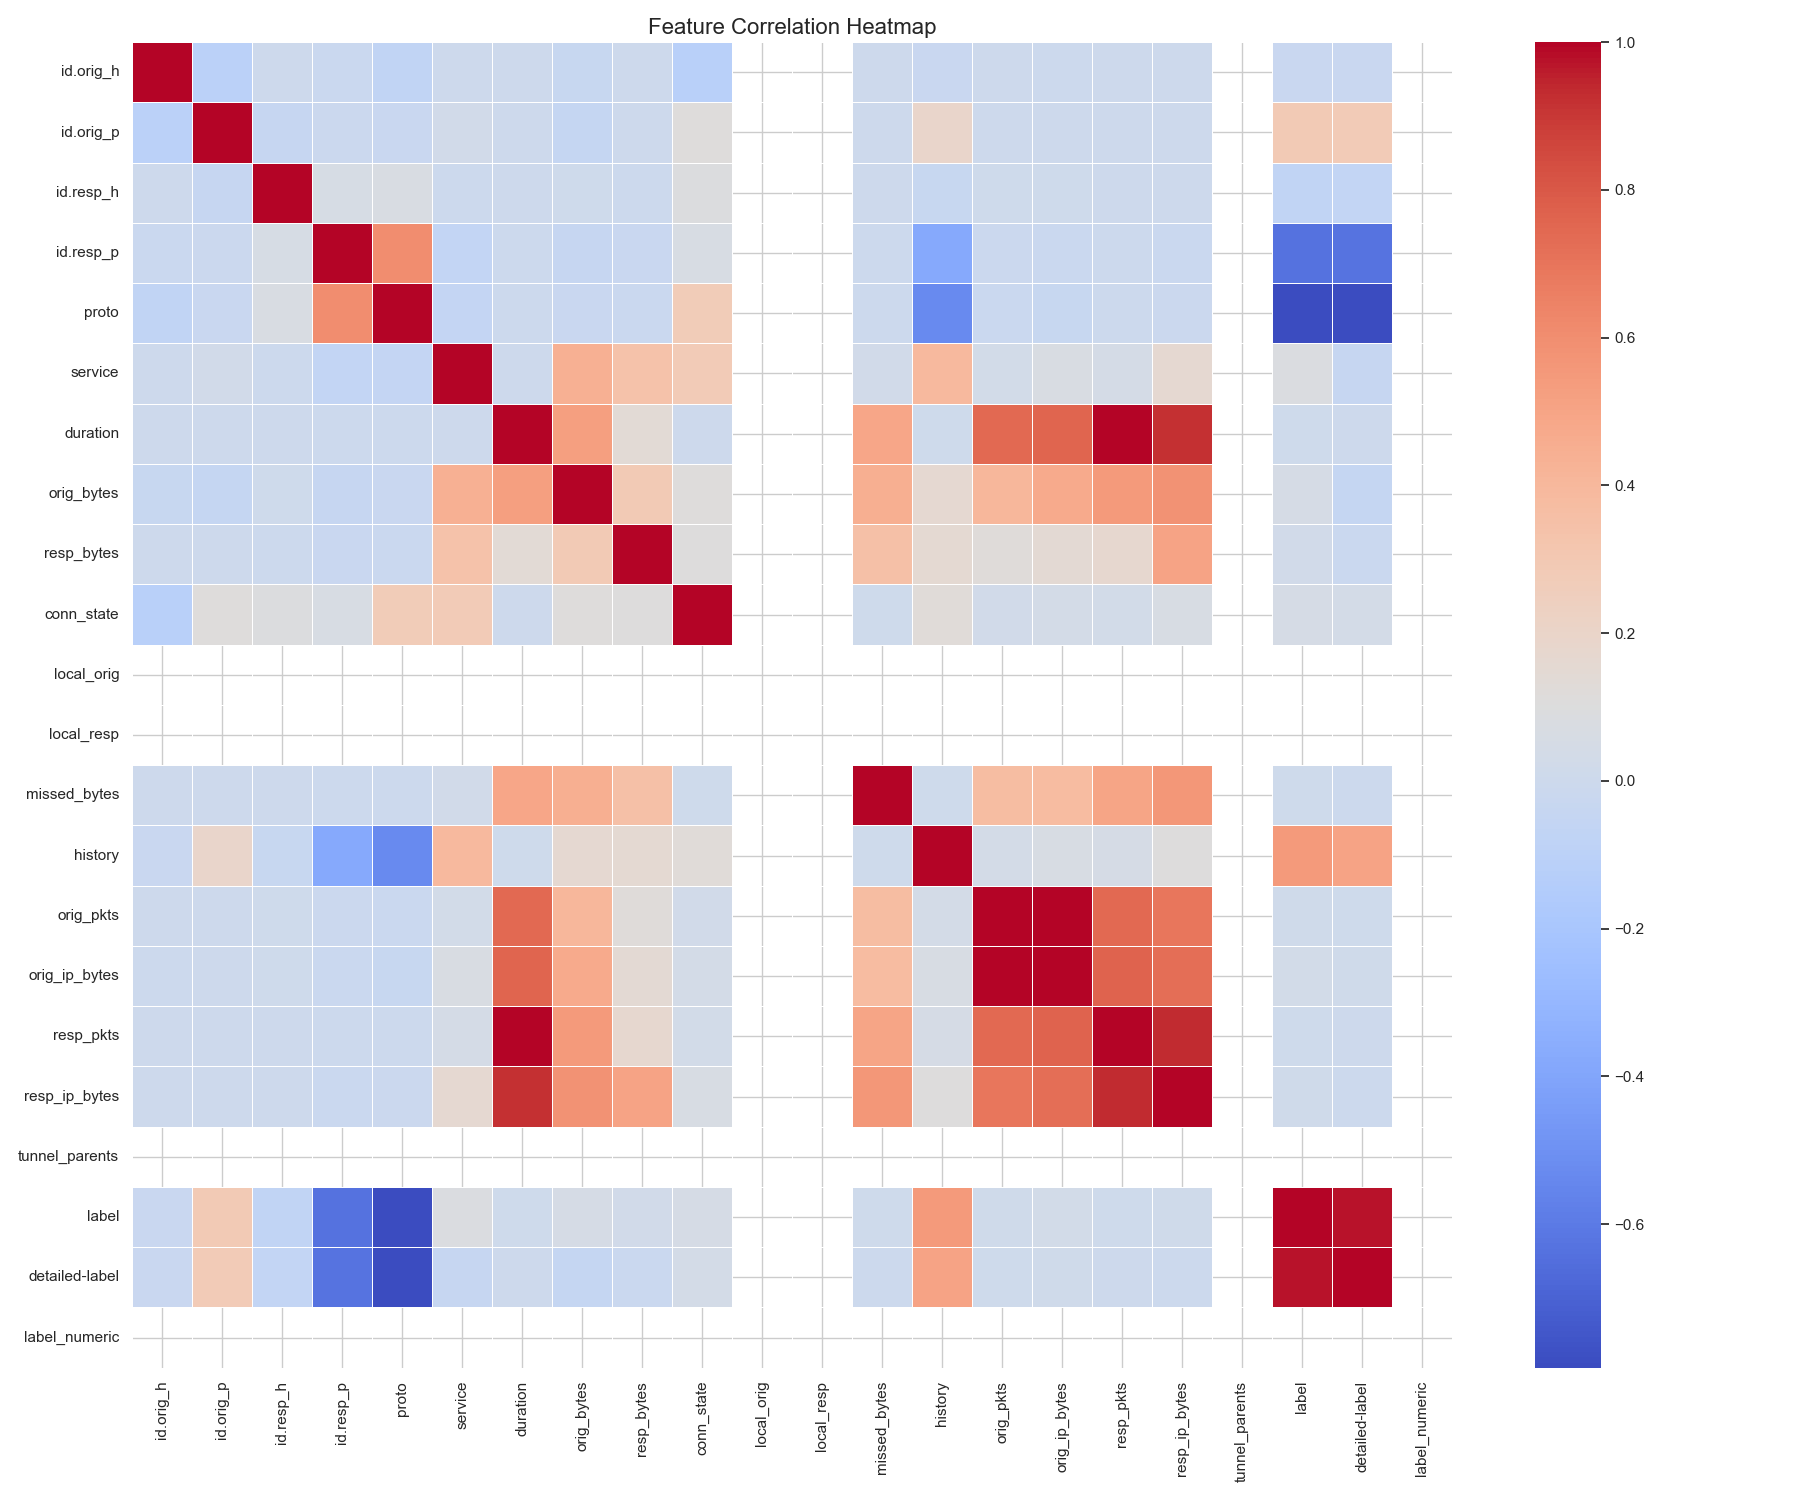 Feature Correlation Heatmap
id.orig_h
id.orig_p
id.resp_h
id.resp_p
proto
service
duration
orig_bytes
resp_bytes
conn_state
local_orig
local_resp
missed_bytes
history
orig_pkts
orig_ip_bytes
resp_pkts
resp_ip_bytes
tunnel_parents
label
detailed-label
label_numeric
id.orig_h
id.orig_p
id.resp_h
id.resp_p
proto
service
duration
orig_bytes
resp_bytes
conn_state
local_orig
local_resp
missed_bytes
history
orig_pkts
orig_ip_bytes
resp_pkts
resp_ip_bytes
tunnel_parents
label
detailed-label
label_numeric
1.0
0.8
0.6
0.4
0.2
0.0
−0.2
−0.4
−0.6